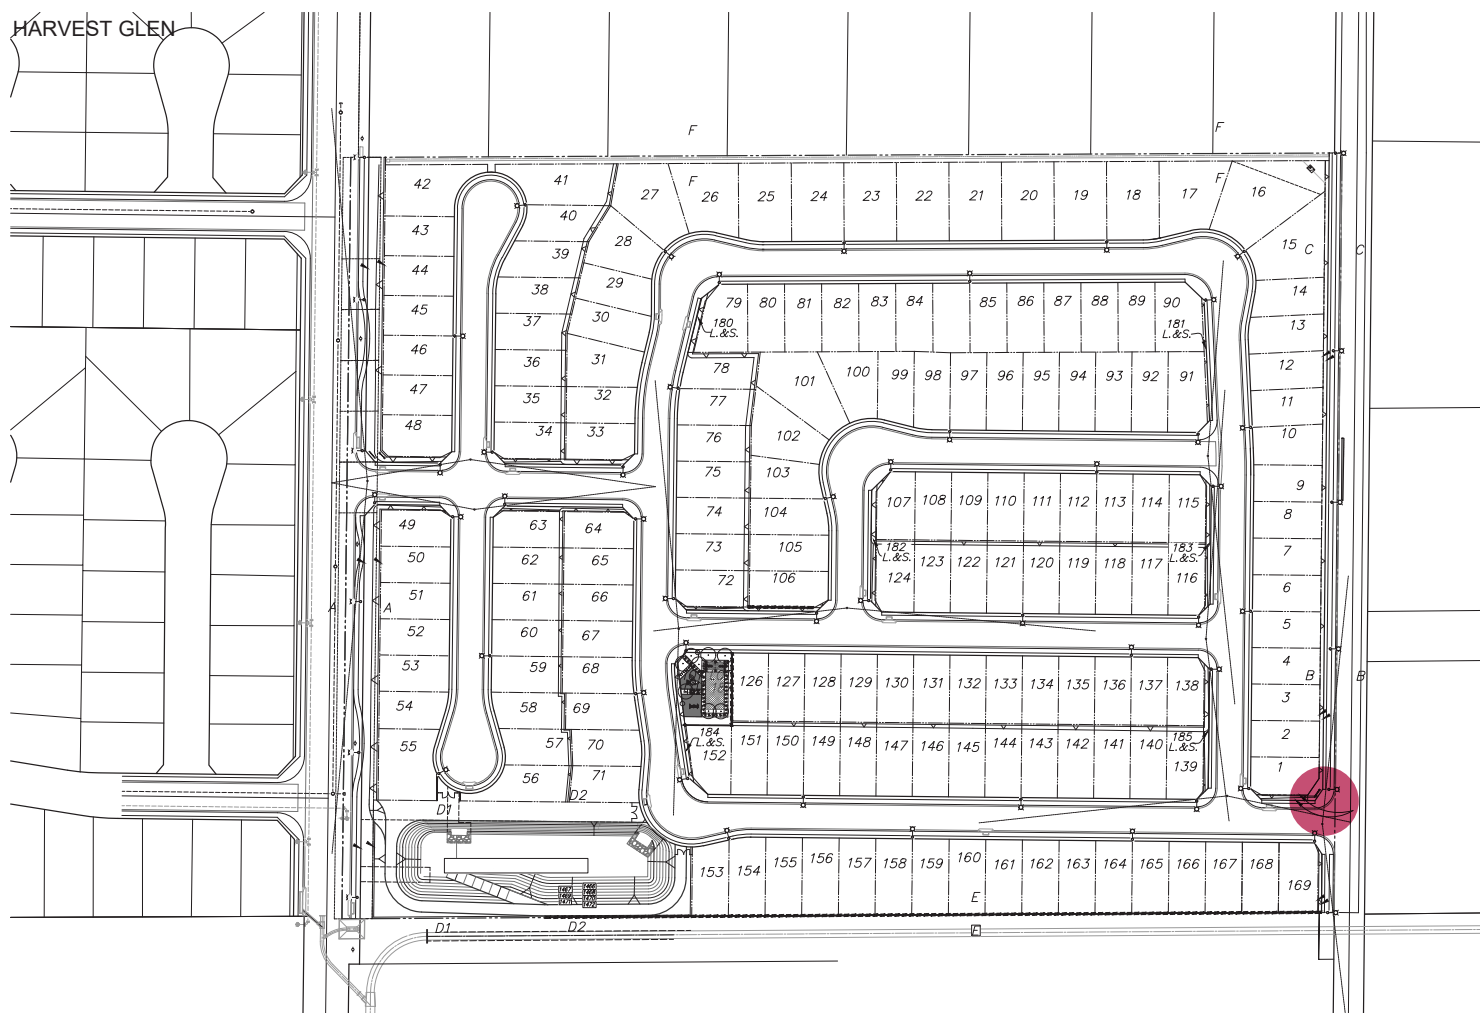 HARVEST GLEN
F F
42 41 27 F 26 25 24 23 22 21 20 19 18 17 F 16
43 40 28 15 C C
44 39 29 14
45 38 30 79 80 81 82 83 84 85 86 87 88 89 90 13
37 180 L.&S. 181 L.&S.
46 36 31 78 101 100 99 98 97 96 95 94 93 92 91 12
47 35 32 77 11
48 34 33 76 102 10
75 103 9
107 108 109 110 111 112 113 114 115
49 63 64 74 104 8
50 62 65 73 105 182 L.&S. 183 L.&S. 7
51 61 66 72 106 124 123 122 121 120 119 118 117 116 6
A A
52 60 67 5
53 59 68 126 127 128 129 130 131 132 133 134 135 136 137 138 4
B B
54 58 69 3
55 57 70 184 L.&S. 185 L.&S. 2
152 151 150 149 148 147 146 145 144 143 142 141 140 139
56 71 1
D1 D2
153 154 155 156 157 158 159 160 161 162 163 164 165 166 167 168 169
1467 1468
1469 1470
1471 1472
E
D1 D2 E